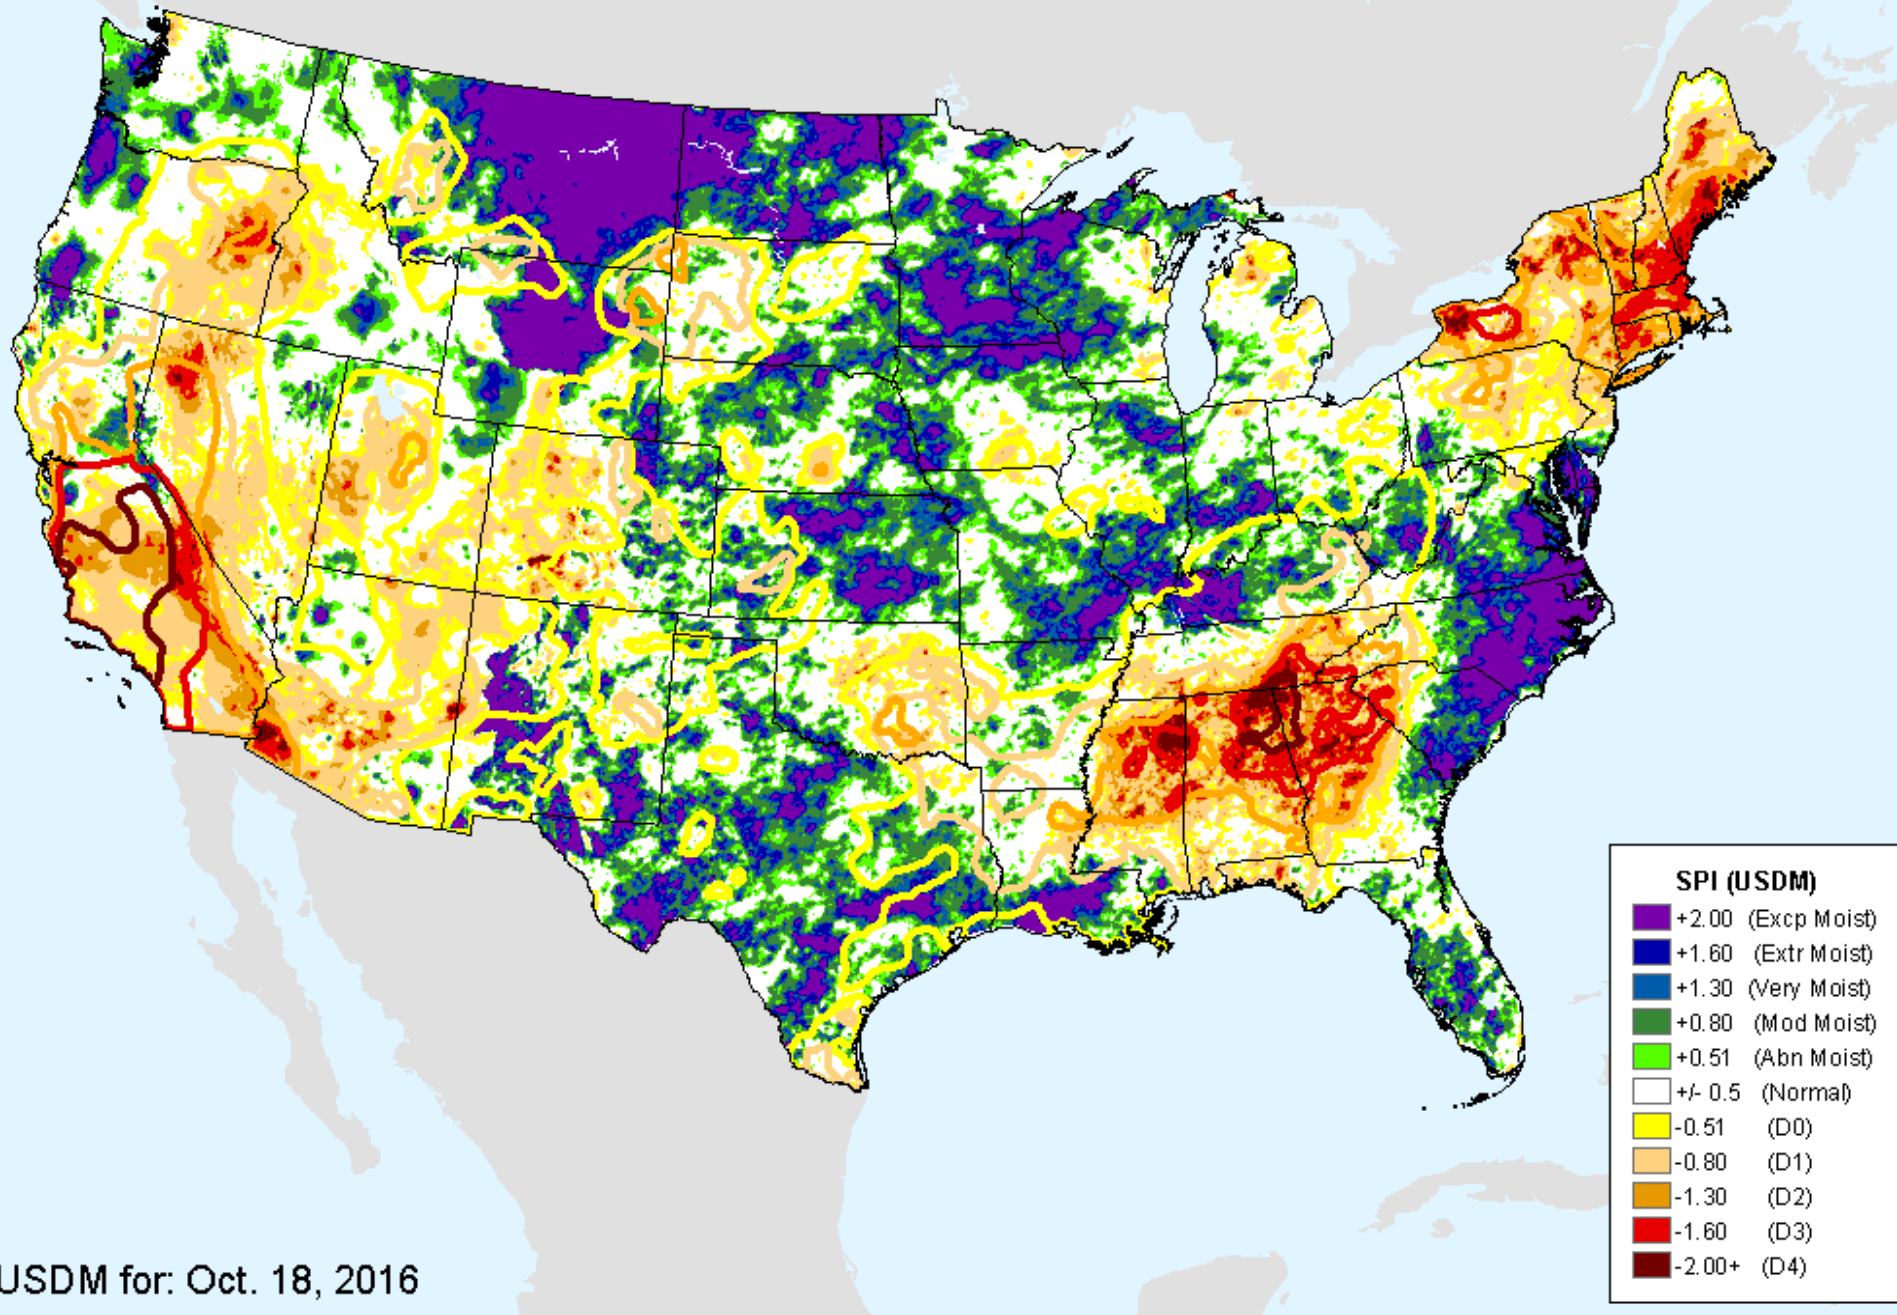 SPI (USDM)
+2.00 (Excp Moist)
+1.60 (Extr Moist)
+1.30 (Very Moist)
+0.80 (Mod Moist)
+0.51 (Abn Moist)
+/- 0.5 (Normal)
-0.51 (D0)
-0.80 (D1)
-1.30 (D2)
-1.60 (D3)
-2.00+ (D4)
USDM for: Oct. 18, 2016